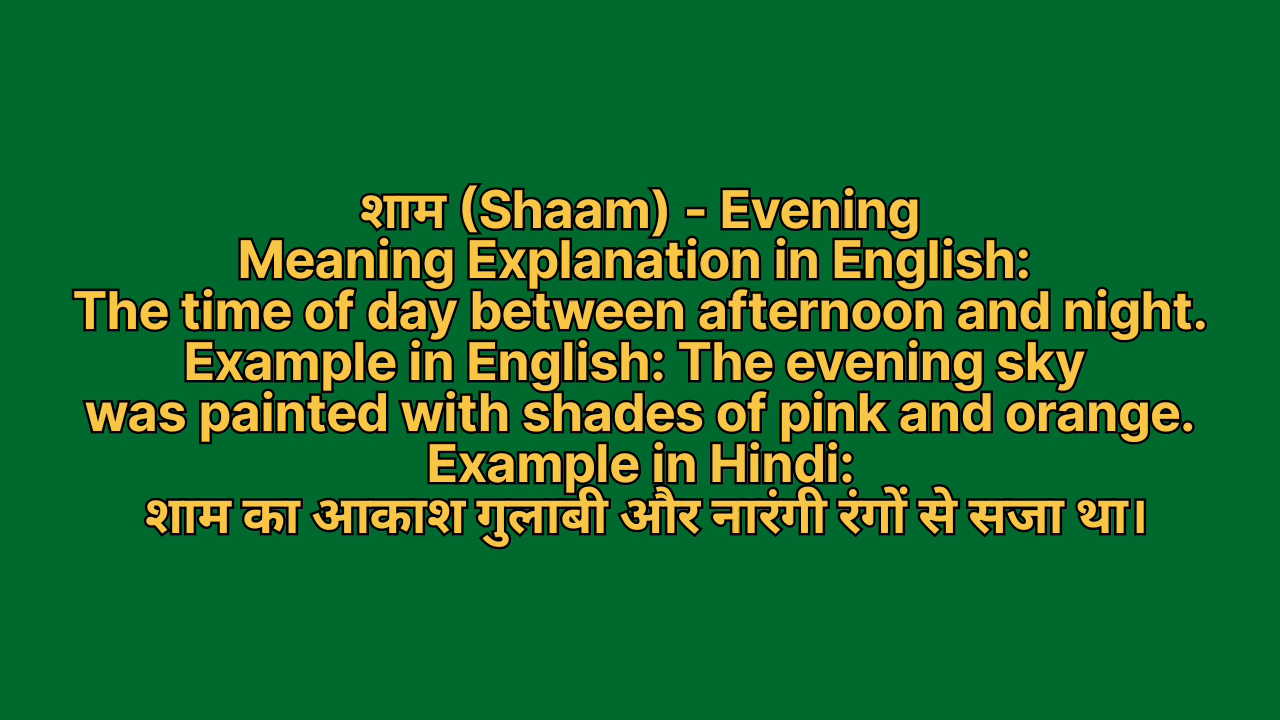 शाम (Shaam) - Evening
Meaning Explanation in English:
The time of day between afternoon and night.
Example in English: The evening sky
was painted with shades of pink and orange.
Example in Hindi:
शाम का आकाश गुलाबी और नारंगी रंगों से सजा था।